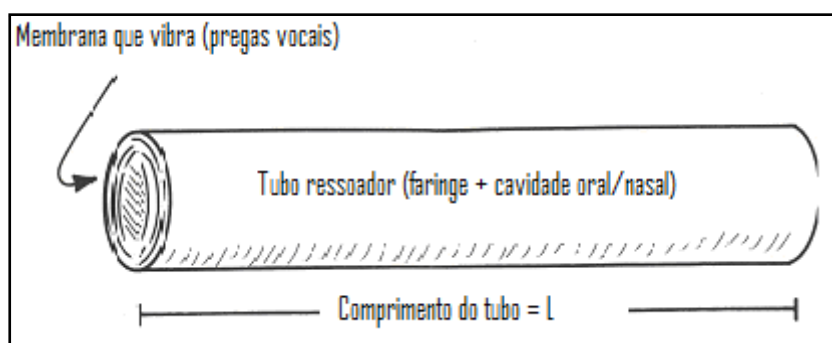 Membrana que vibra (pregas vocais)
Tubo ressoador (faringe + cavidade oral/nasal)
Comprimento do tubo = L